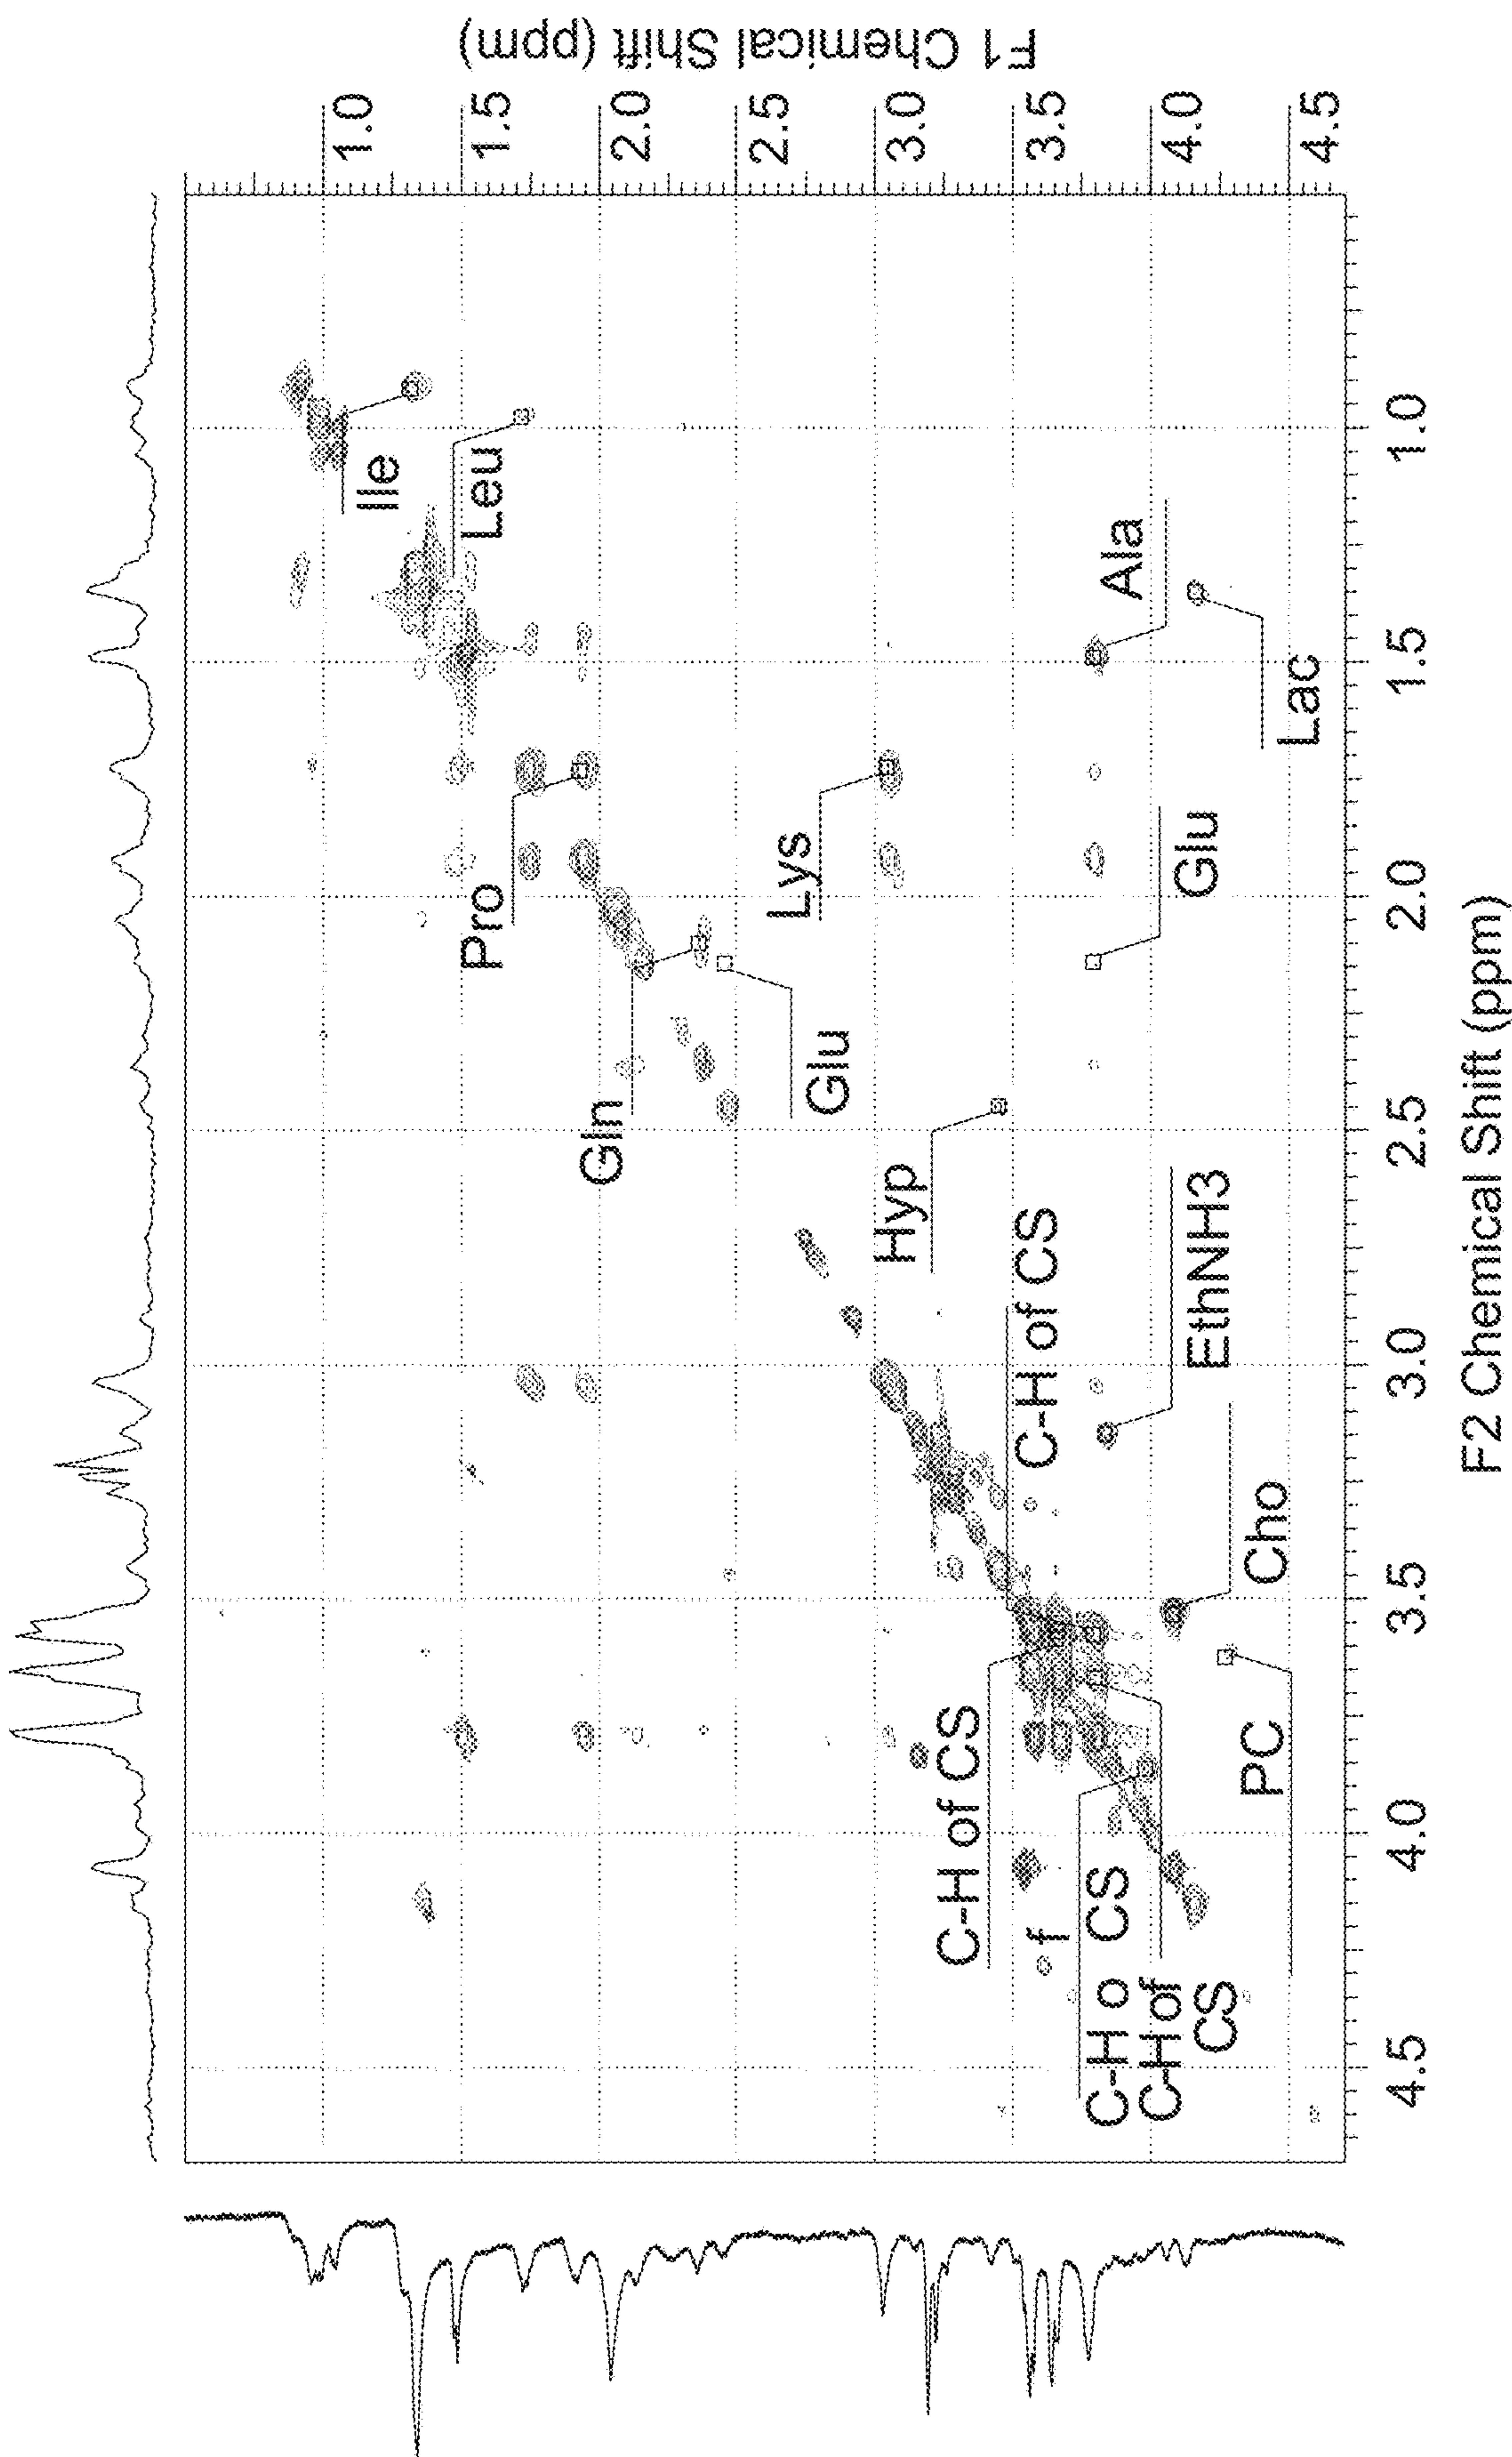 F1 Chemical Shift (ppm)
1.0
1.5
2.0
2.5
3.0
3.5
4.0
4.5
Ile
Leu
Pro
Gln
Glu
Lys
Hyp
Ala
Lac
Glu
C-H of CS
EthNH3
Cho
C-H of CS
PC
f
C-H o CS
C-H of
CS
4.5
4.0
3.5
3.0
2.5
2.0
1.5
1.0
F2 Chemical Shift (ppm)